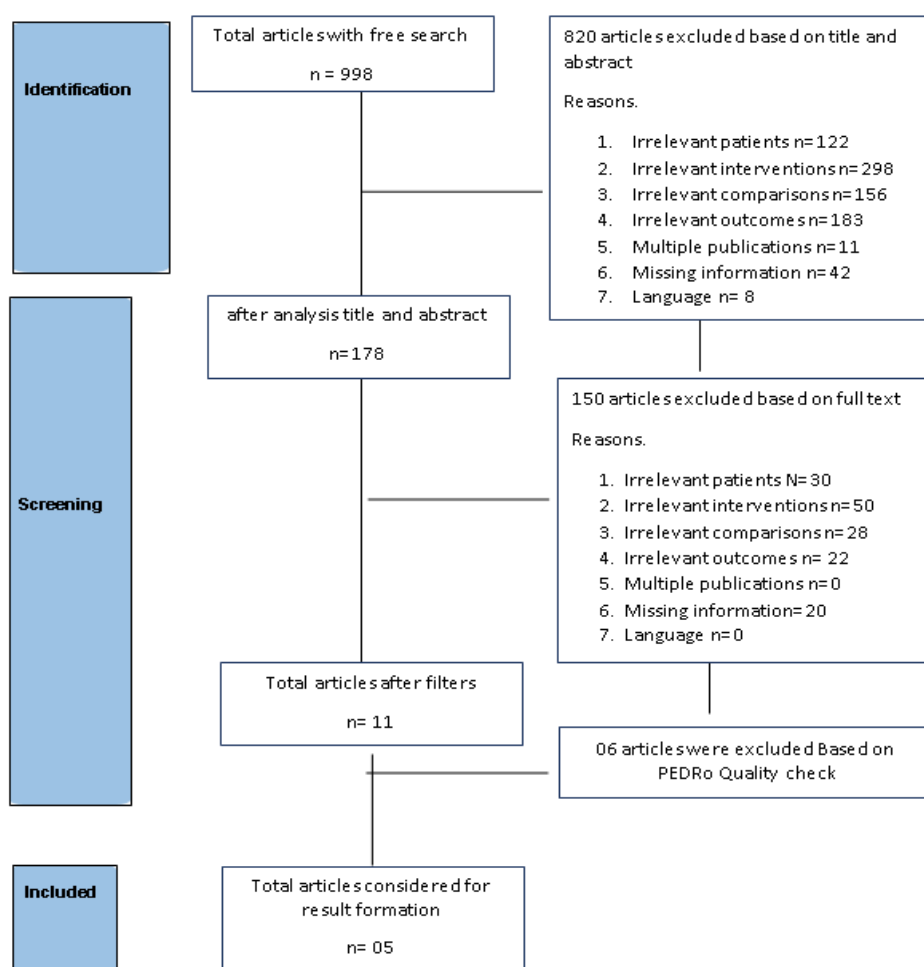 Identification
Total articles with free search
n = 998
820 articles excluded based on title and
abstract
Reasons.
1. Irrelevant patients n=122
2. Irrelevant interventions n=298
3. Irrelevant comparisons n=156
4. Irrelevant outcomes n=183
5. Multiple publications n=11
6. Missing information n=42
7. Language n= 8
Screening
after analysis title and abstract
n=178
150 articles excluded based on full text
Reasons.
1. Irrelevant patients N=30
2. Irrelevant interventions n=50
3. Irrelevant comparisons n=28
4. Irrelevant outcomes n= 22
5. Multiple publications n=0
6. Missing information= 20
7. Language n=0
Total articles after filters
n= 11
06 articles were excluded Based on
PEDRo Quality check
Included
Total articles considered for
result formation
n= 05